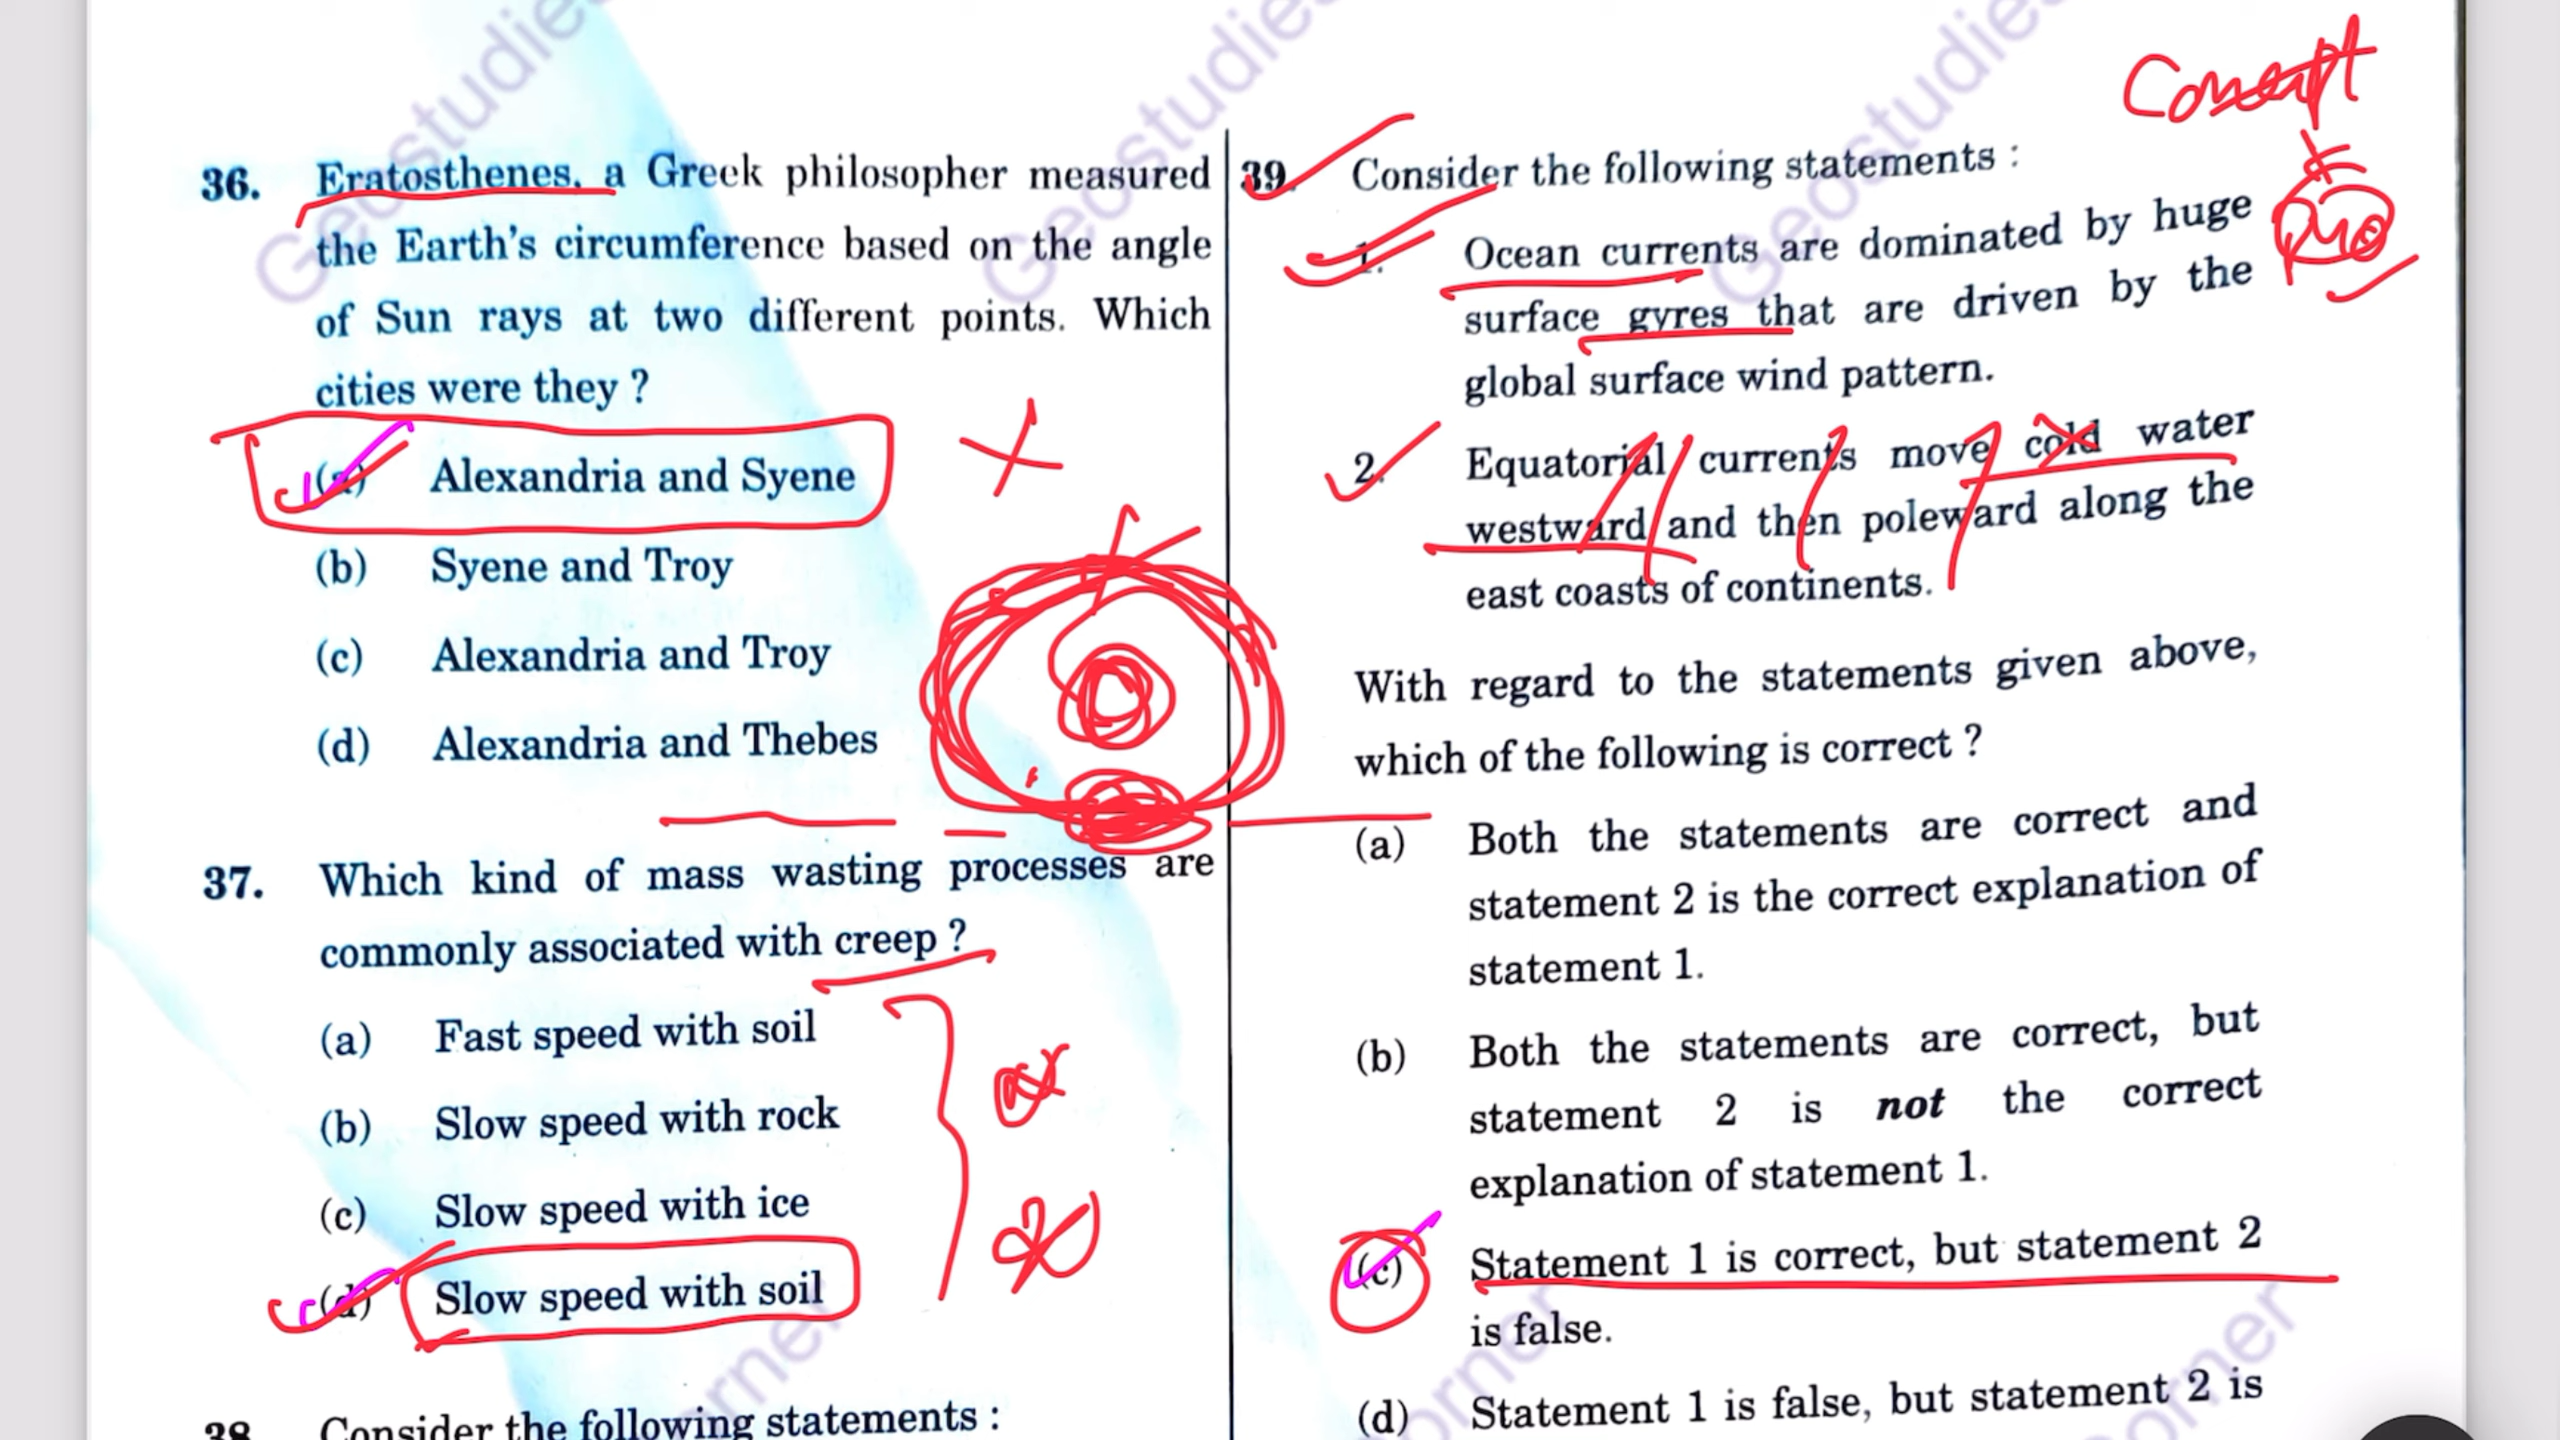 36. Eratosthenes, a Greek philosopher measured
the Earth's circumference based on the angle
of Sun rays at two different points. Which
cities were they ?
(a) Alexandria and Syene
(b) Syene and Troy
(c) Alexandria and Troy
(d) Alexandria and Thebes
37. Which kind of mass wasting processes are
commonly associated with creep ?
(a) Fast speed with soil
(b) Slow speed with rock
(c) Slow speed with ice
(d) Slow speed with soil
38. Consider the following statements :
Concept
39. Consider the following statements :
1. Ocean currents are dominated by huge
surface gyres that are driven by the
global surface wind pattern.
2. Equatorial currents move cold water
westward and then poleward along the
east coasts of continents.
With regard to the statements given above,
which of the following is correct ?
(a) Both the statements are correct and
statement 2 is the correct explanation of
statement 1.
(b) Both the statements are correct, but
statement 2 is not the correct
explanation of statement 1.
(c) Statement 1 is correct, but statement 2
is false.
(d) Statement 1 is false, but statement 2 is
Geostudies
Geostudies
Geostudies
orner
orner
orner